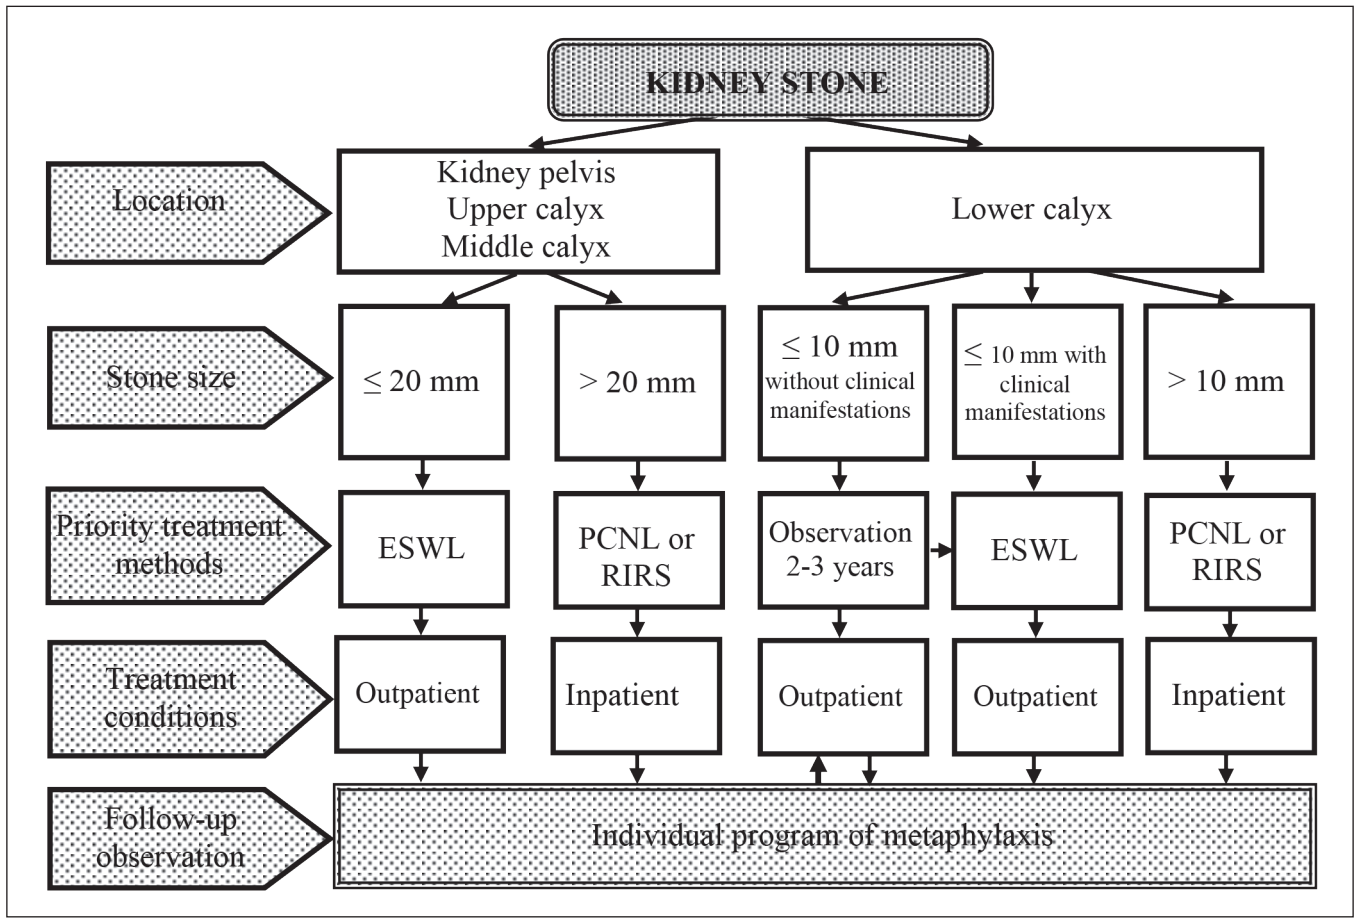 KIDNEY STONE
Location
Kidney pelvis
Upper calyx
Middle calyx
Lower calyx
Stone size
≤ 20 mm
> 20 mm
≤ 10 mm
without clinical
manifestations
≤ 10 mm with
clinical
manifestations
> 10 mm
Priority treatment
methods
ESWL
PCNL or
RIRS
Observation
2-3 years
ESWL
PCNL or
RIRS
Treatment
conditions
Outpatient
Inpatient
Outpatient
Outpatient
Inpatient
Follow-up
observation
Individual program of metaphylaxis